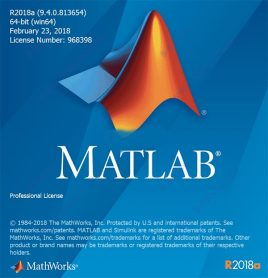 R2018a (9.4.0.813654)
64-bit (win64)
February 23, 2018
License Number: 968398
MATLAB®
Professional License
© 1984-2018 The MathWorks, Inc. Protected by U.S and international patents. See
mathworks.com/patents. MATLAB and Simulink are registered trademarks of The
MathWorks, Inc. See mathworks.com/trademarks for a list of additional trademarks. Other
product or brand names may be trademarks or registered trademarks of their respective
holders.
MathWorks®
R2018a